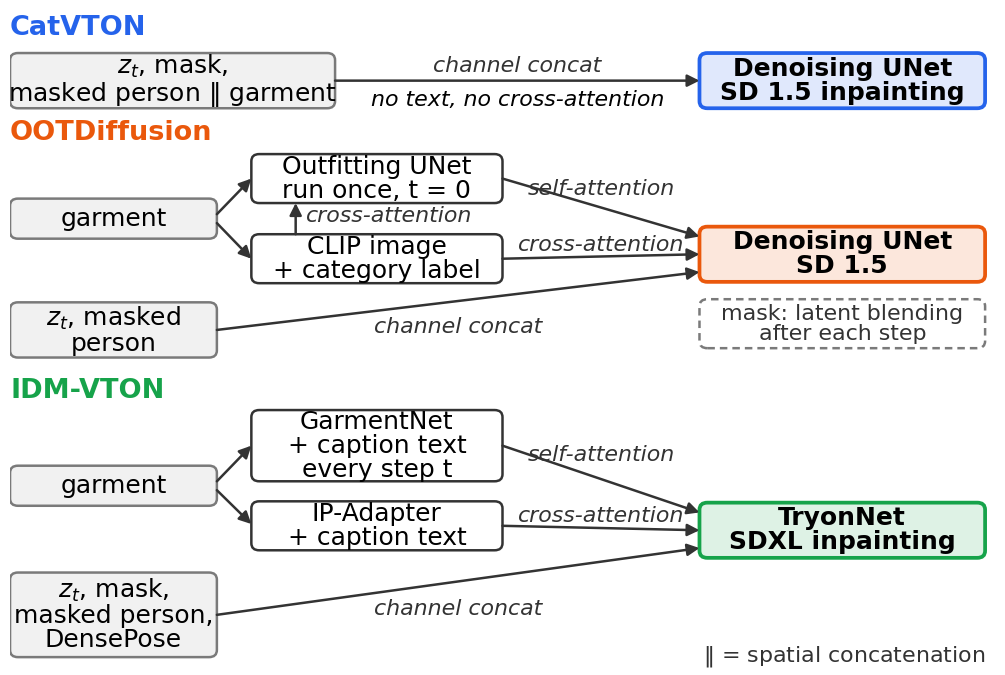 CatVTON
z_t, mask,
masked person ∥ garment
channel concat
no text, no cross-attention
Denoising UNet
SD 1.5 inpainting
OOTDiffusion
garment
Outfitting UNet
run once, t = 0
cross-attention
CLIP image
+ category label
self-attention
cross-attention
Denoising UNet
SD 1.5
z_t, masked
person
channel concat
mask: latent blending
after each step
IDM-VTON
garment
GarmentNet
+ caption text
every step t
IP-Adapter
+ caption text
self-attention
cross-attention
TryonNet
SDXL inpainting
z_t, mask,
masked person,
DensePose
channel concat
∥ = spatial concatenation